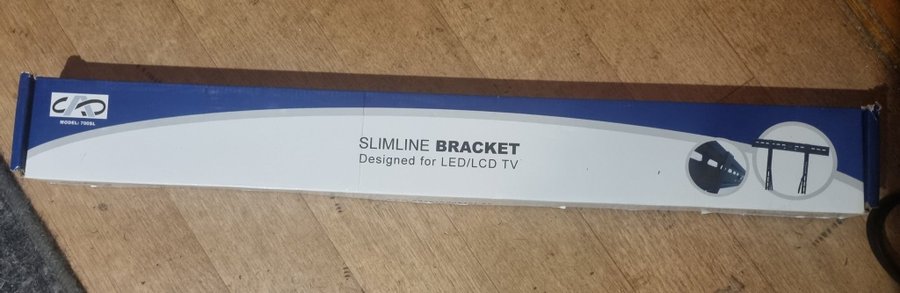 MODEL: 700SL
SLIMLINE BRACKET
Designed for LED/LCD TV